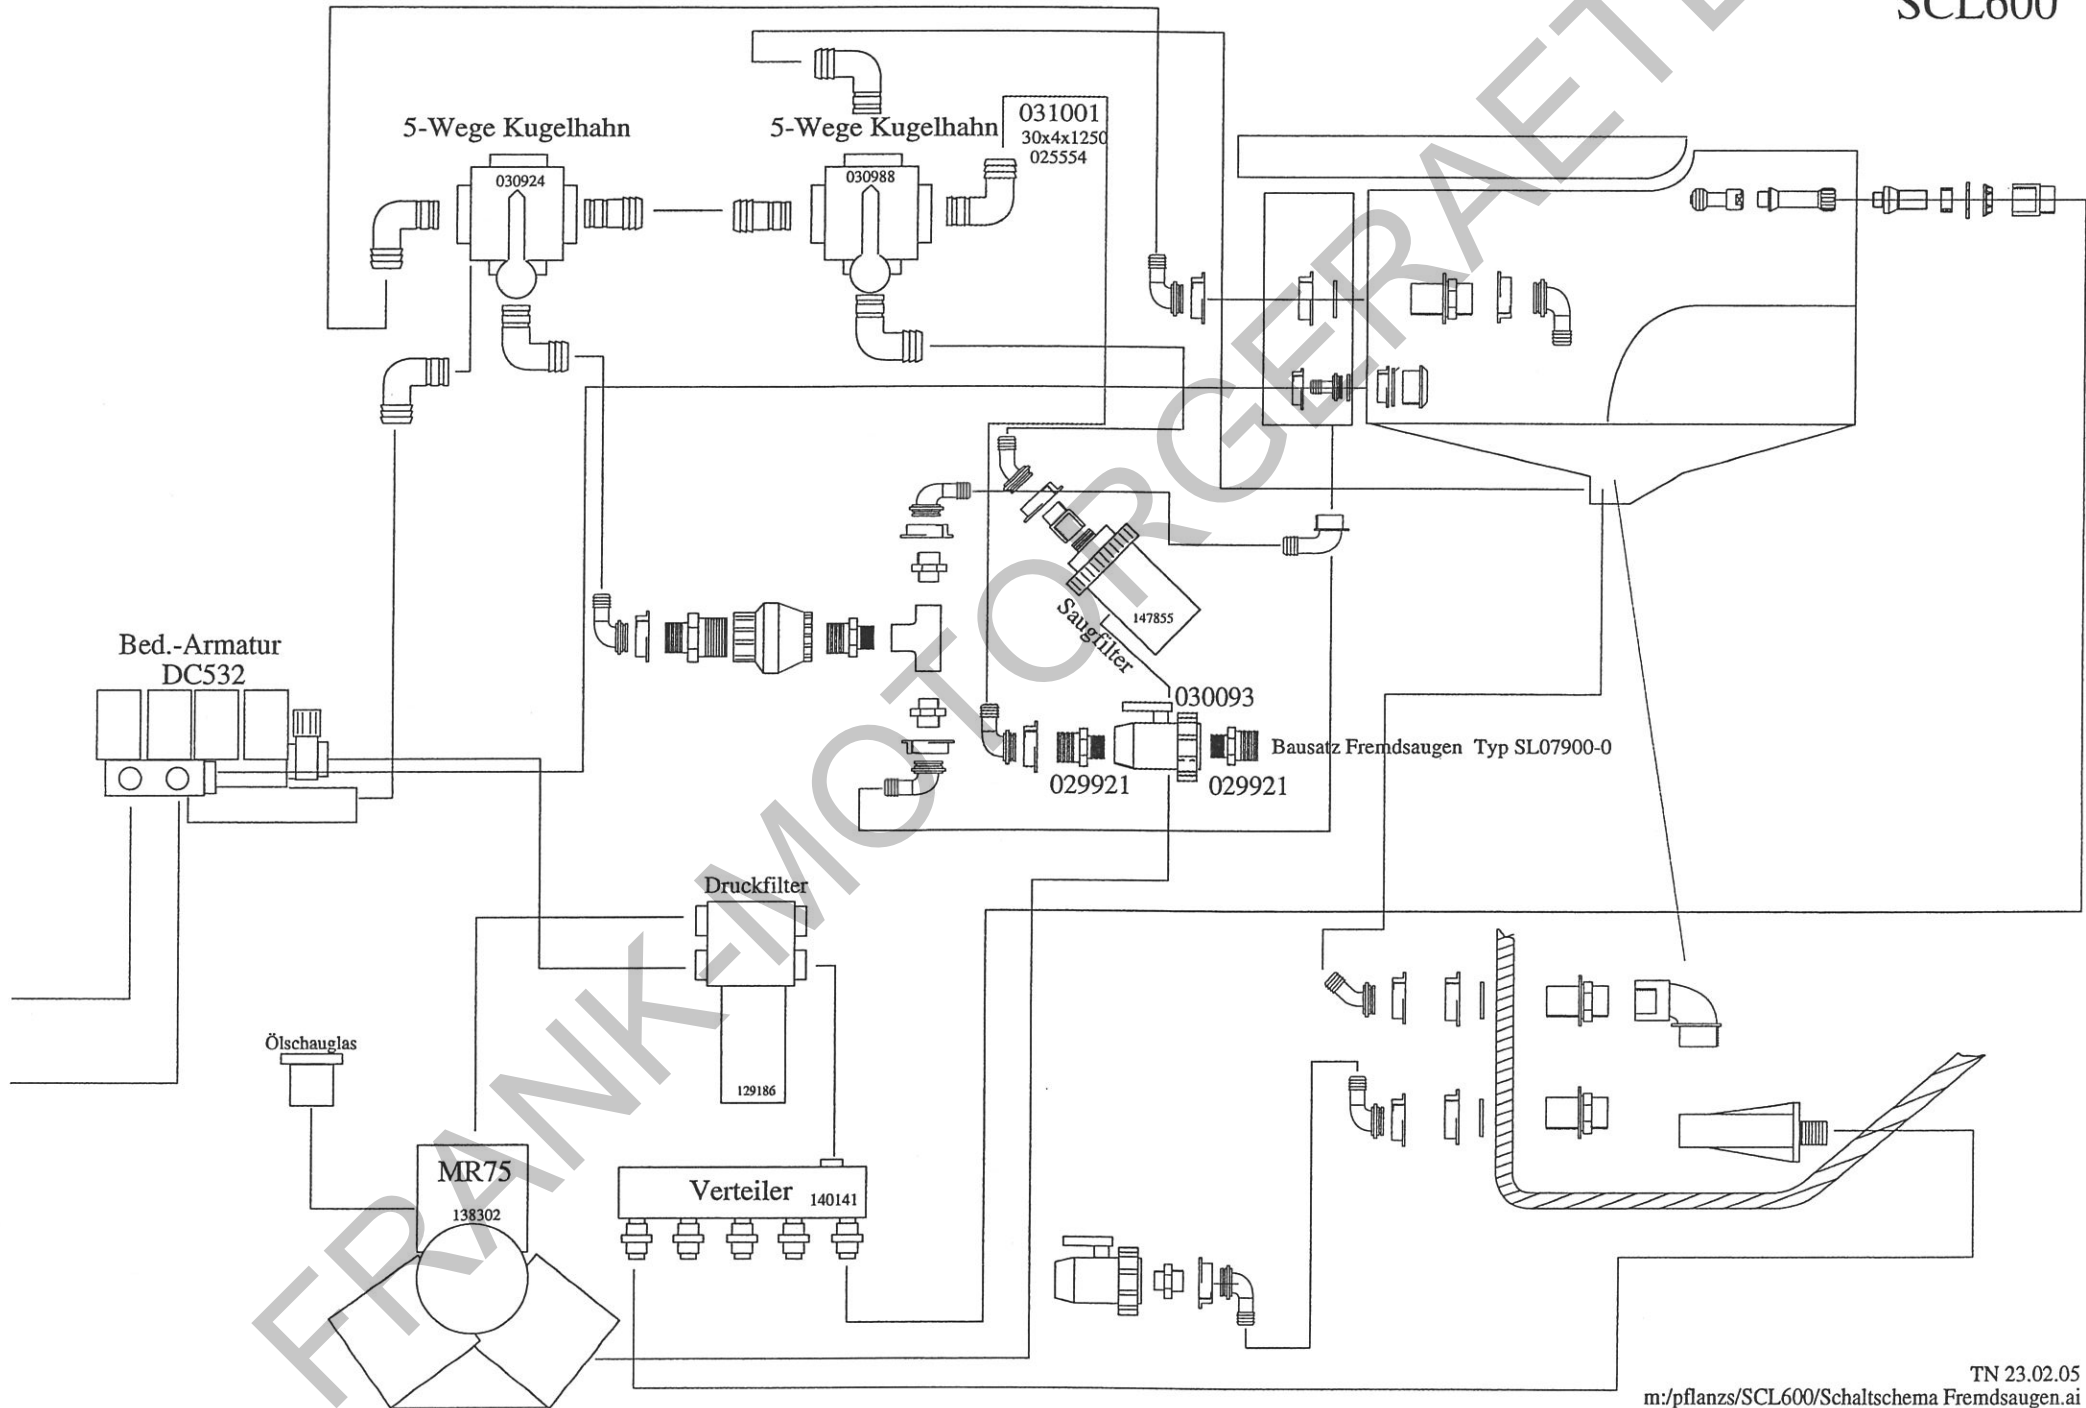 SCL600
5-Wege Kugelhahn
030924
5-Wege Kugelhahn
030988
031001
30x4x1250
025554
Bed.-Armatur
DC532
147855
Saugfilter
030093
Bausatz Fremdsaugen Typ SL07900-0
029921
029921
Druckfilter
129186
Ölschauglas
MR75
138302
Verteiler
140141
TN 23.02.05
m:/pflanzs/SCL600/Schaltschema Fremdsaugen.ai
FRANK-MOTORGERAETE